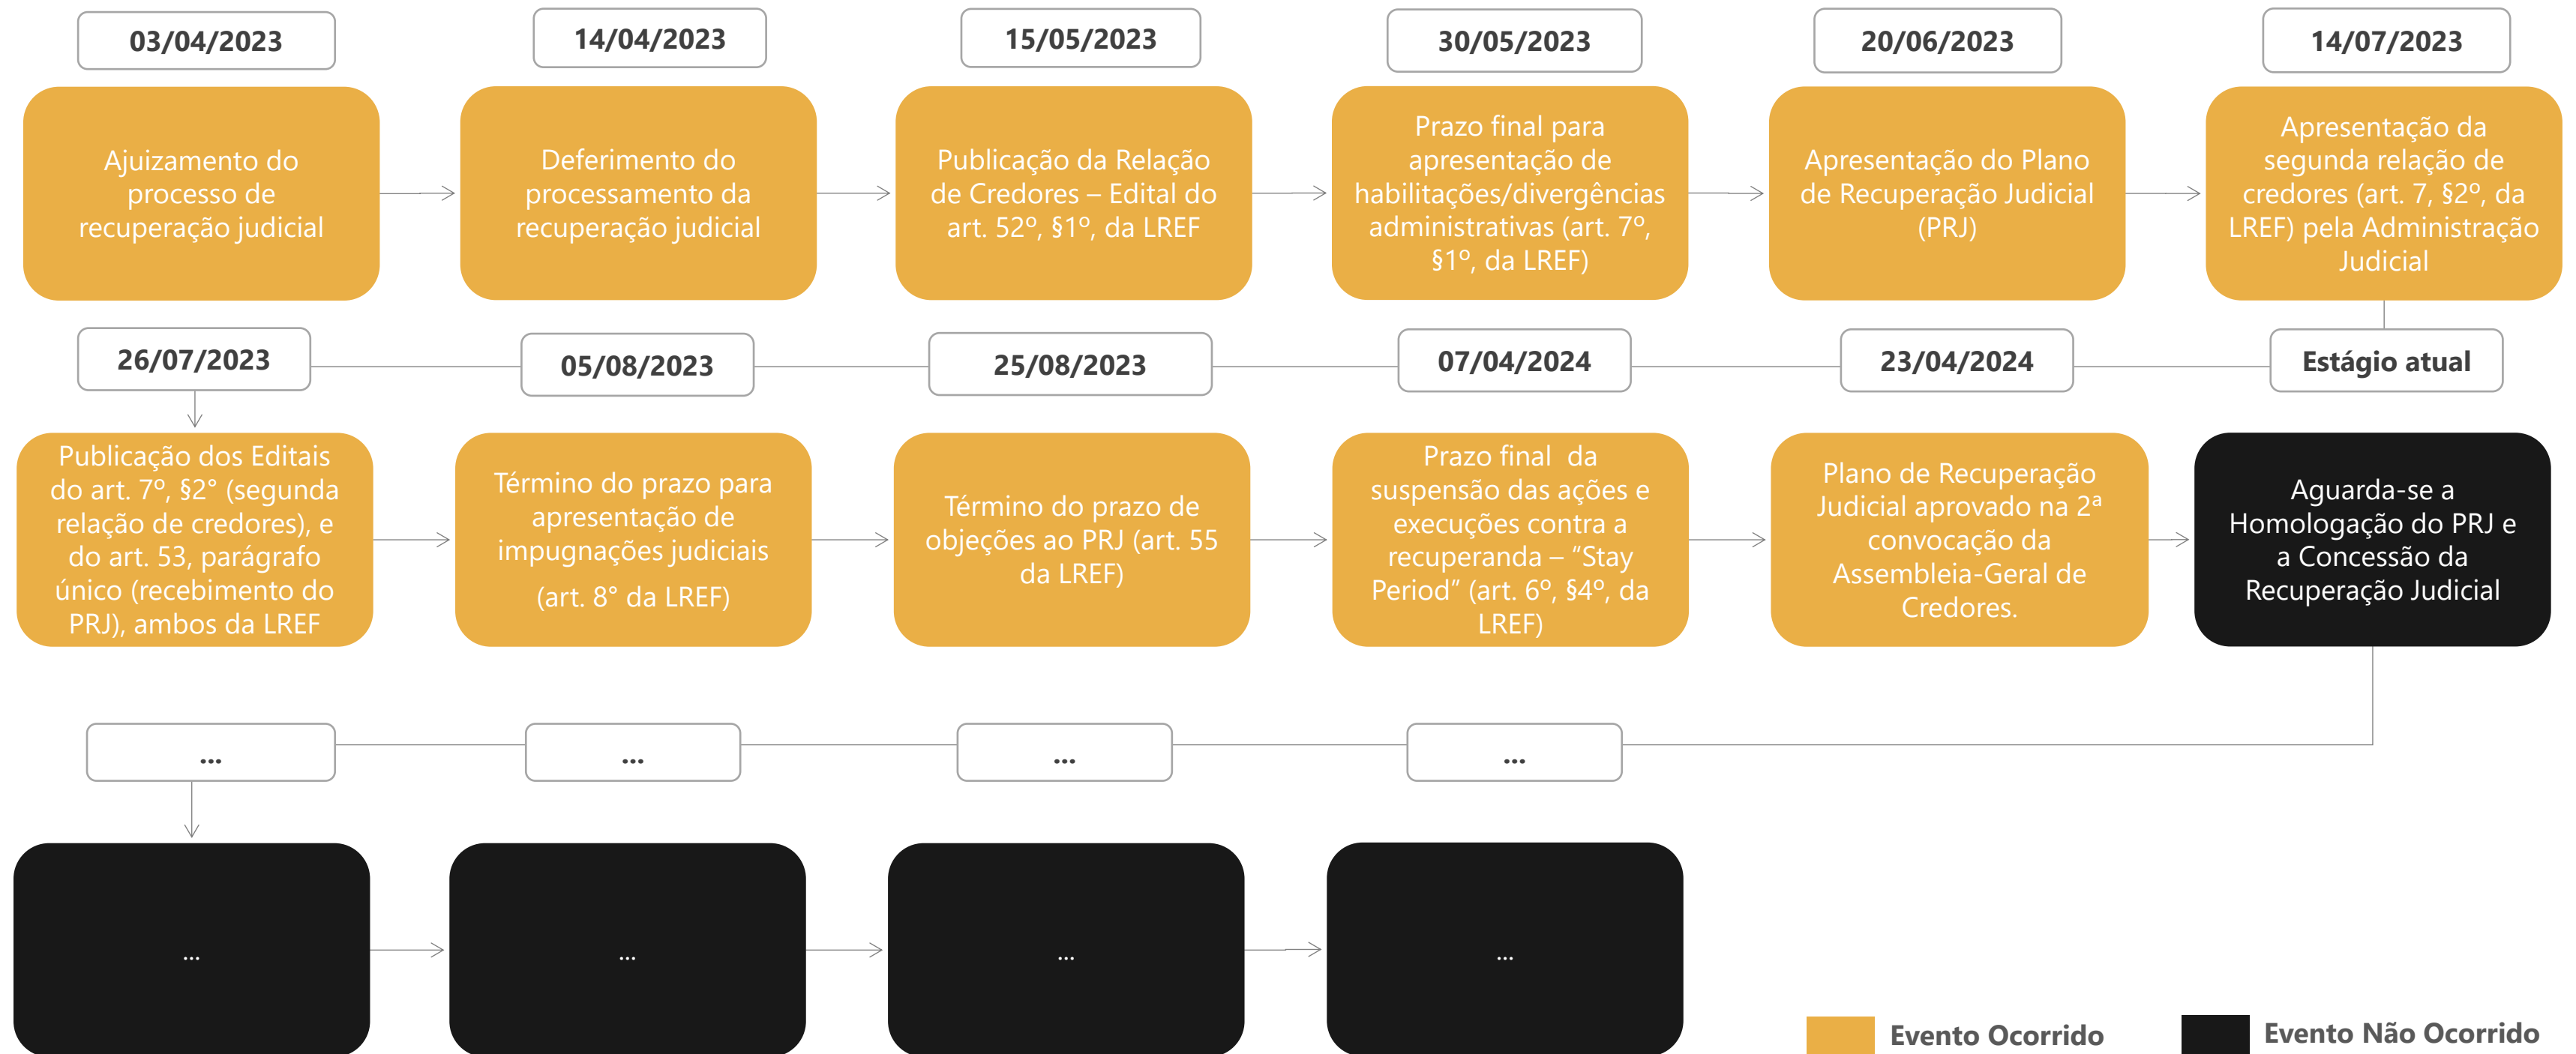 03/04/2023
14/04/2023
15/05/2023
30/05/2023
20/06/2023
14/07/2023
Ajuizamento do
processo de
recuperação judicial
Deferimento do
processamento da
recuperação judicial
Publicação da Relação
de Credores – Edital do
art. 52º, §1º, da LREF
Prazo final para
apresentação de
habilitações/divergências
administrativas (art. 7º,
§1º, da LREF)
Apresentação do Plano
de Recuperação Judicial
(PRJ)
Apresentação da
segunda relação de
credores (art. 7, §2º, da
LREF) pela Administração
Judicial
26/07/2023
05/08/2023
25/08/2023
07/04/2024
23/04/2024
Estágio atual
Publicação dos Editais
do art. 7º, §2° (segunda
relação de credores), e
do art. 53, parágrafo
único (recebimento do
PRJ), ambos da LREF
Término do prazo para
apresentação de
impugnações judiciais
(art. 8° da LREF)
Término do prazo de
objeções ao PRJ (art. 55
da LREF)
Prazo final  da
suspensão das ações e
execuções contra a
recuperanda – “Stay
Period” (art. 6º, §4º, da
LREF)
Plano de Recuperação
Judicial aprovado na 2ª
convocação da
Assembleia-Geral de
Credores.
Aguarda-se a
Homologação do PRJ e
a Concessão da
Recuperação Judicial
...
...
...
...
...
...
...
...
Evento Ocorrido
Evento Não Ocorrido